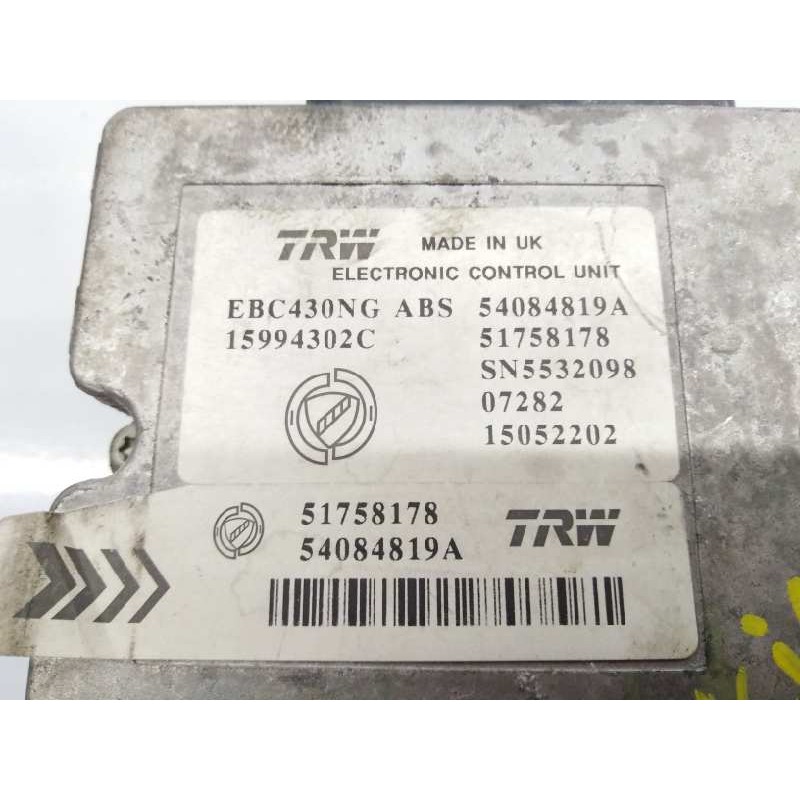 TRW MADE IN UK
ELECTRONIC CONTROL UNIT
EBC430NG ABS 54084819A
15994302C 51758178
SN5532098
07282
15052202
51758178 TRW
54084819A